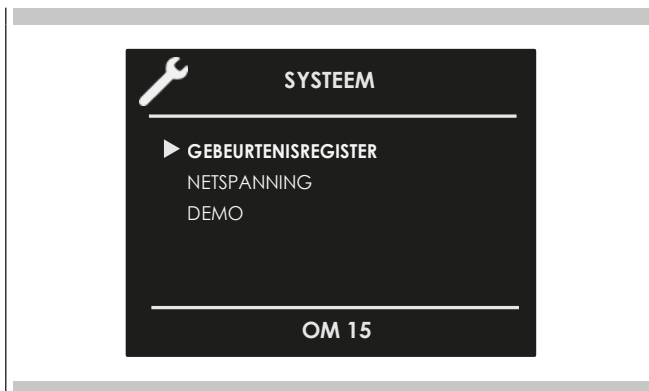 SYSTEEM
GEBEURTENISREGISTER
NETSPANNING
DEMO
OM 15